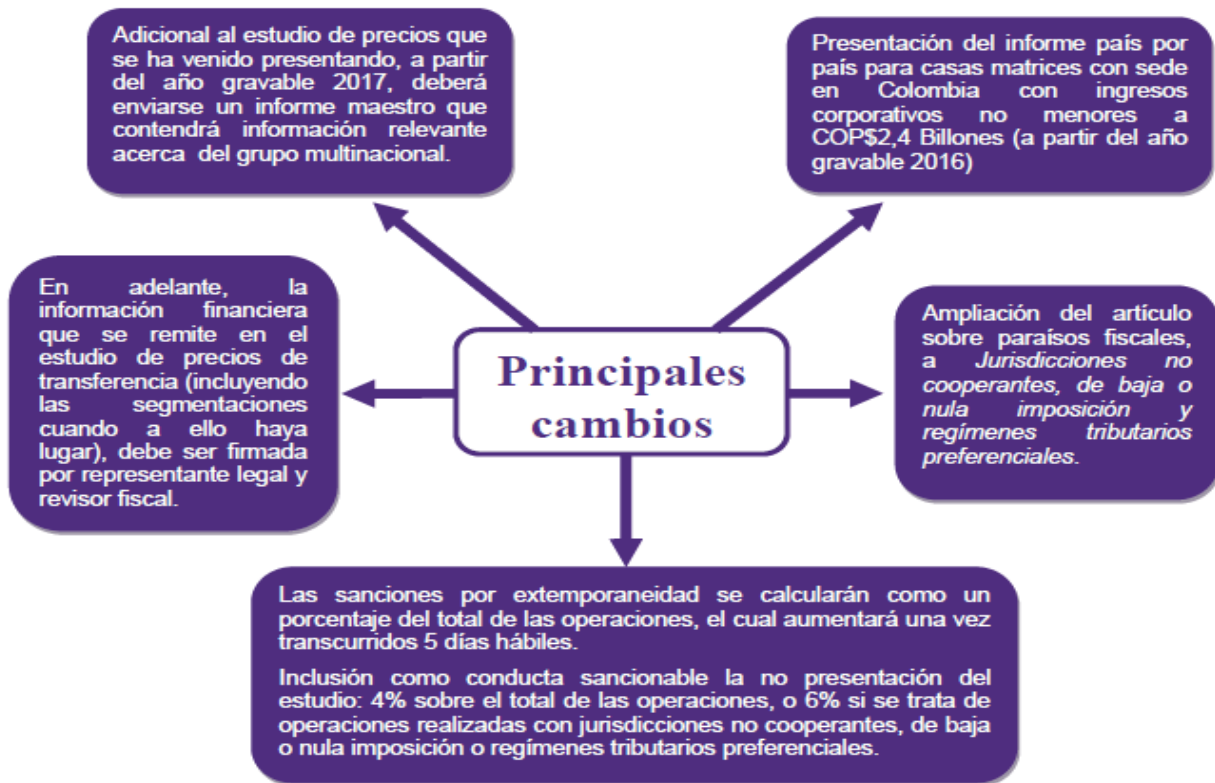 Adicional al estudio de precios que
se ha venido presentando, a partir
del año gravable 2017, deberá
enviarse un informe maestro que
contendrá información relevante
acerca del grupo multinacional.
Presentación del informe país por
país para casas matrices con sede
en Colombia con ingresos
corporativos no menores a
COP$2,4 Billones (a partir del año
gravable 2016)
En adelante, la
información financiera
que se remite en el
estudio de precios de
transferencia (incluyendo
las segmentaciones
cuando a ello haya
lugar), debe ser firmada
por representante legal y
revisor fiscal.
Principales
cambios
Ampliación del artículo
sobre paraísos fiscales,
a Jurisdicciones no
cooperantes, de baja o
nula imposición y
regímenes tributarios
preferenciales.
Las sanciones por extemporaneidad se calcularán como un
porcentaje del total de las operaciones, el cual aumentará una vez
transcurridos 5 días hábiles.
Inclusión como conducta sancionable la no presentación del
estudio: 4% sobre el total de las operaciones, o 6% si se trata de
operaciones realizadas con jurisdicciones no cooperantes, de baja
o nula imposición o regímenes tributarios preferenciales.